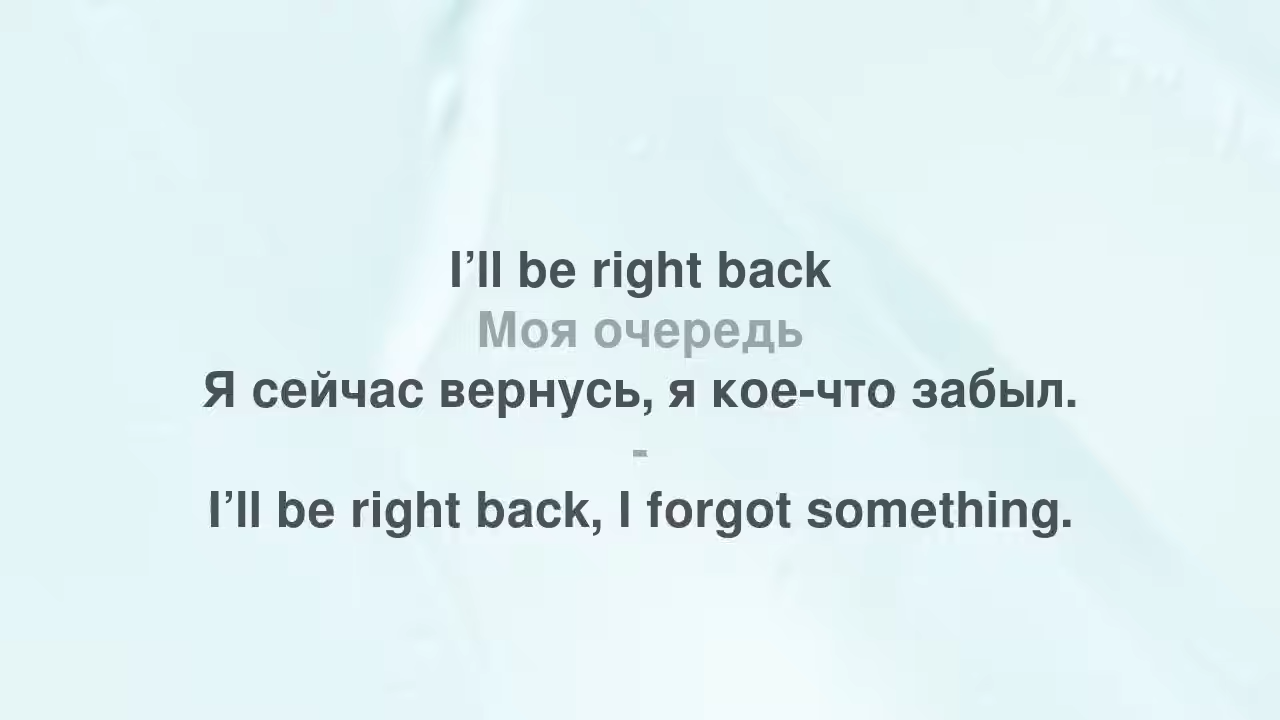 I’ll be right back
Моя очередь
Я сейчас вернусь, я кое-что забыл.
-
I’ll be right back, I forgot something.